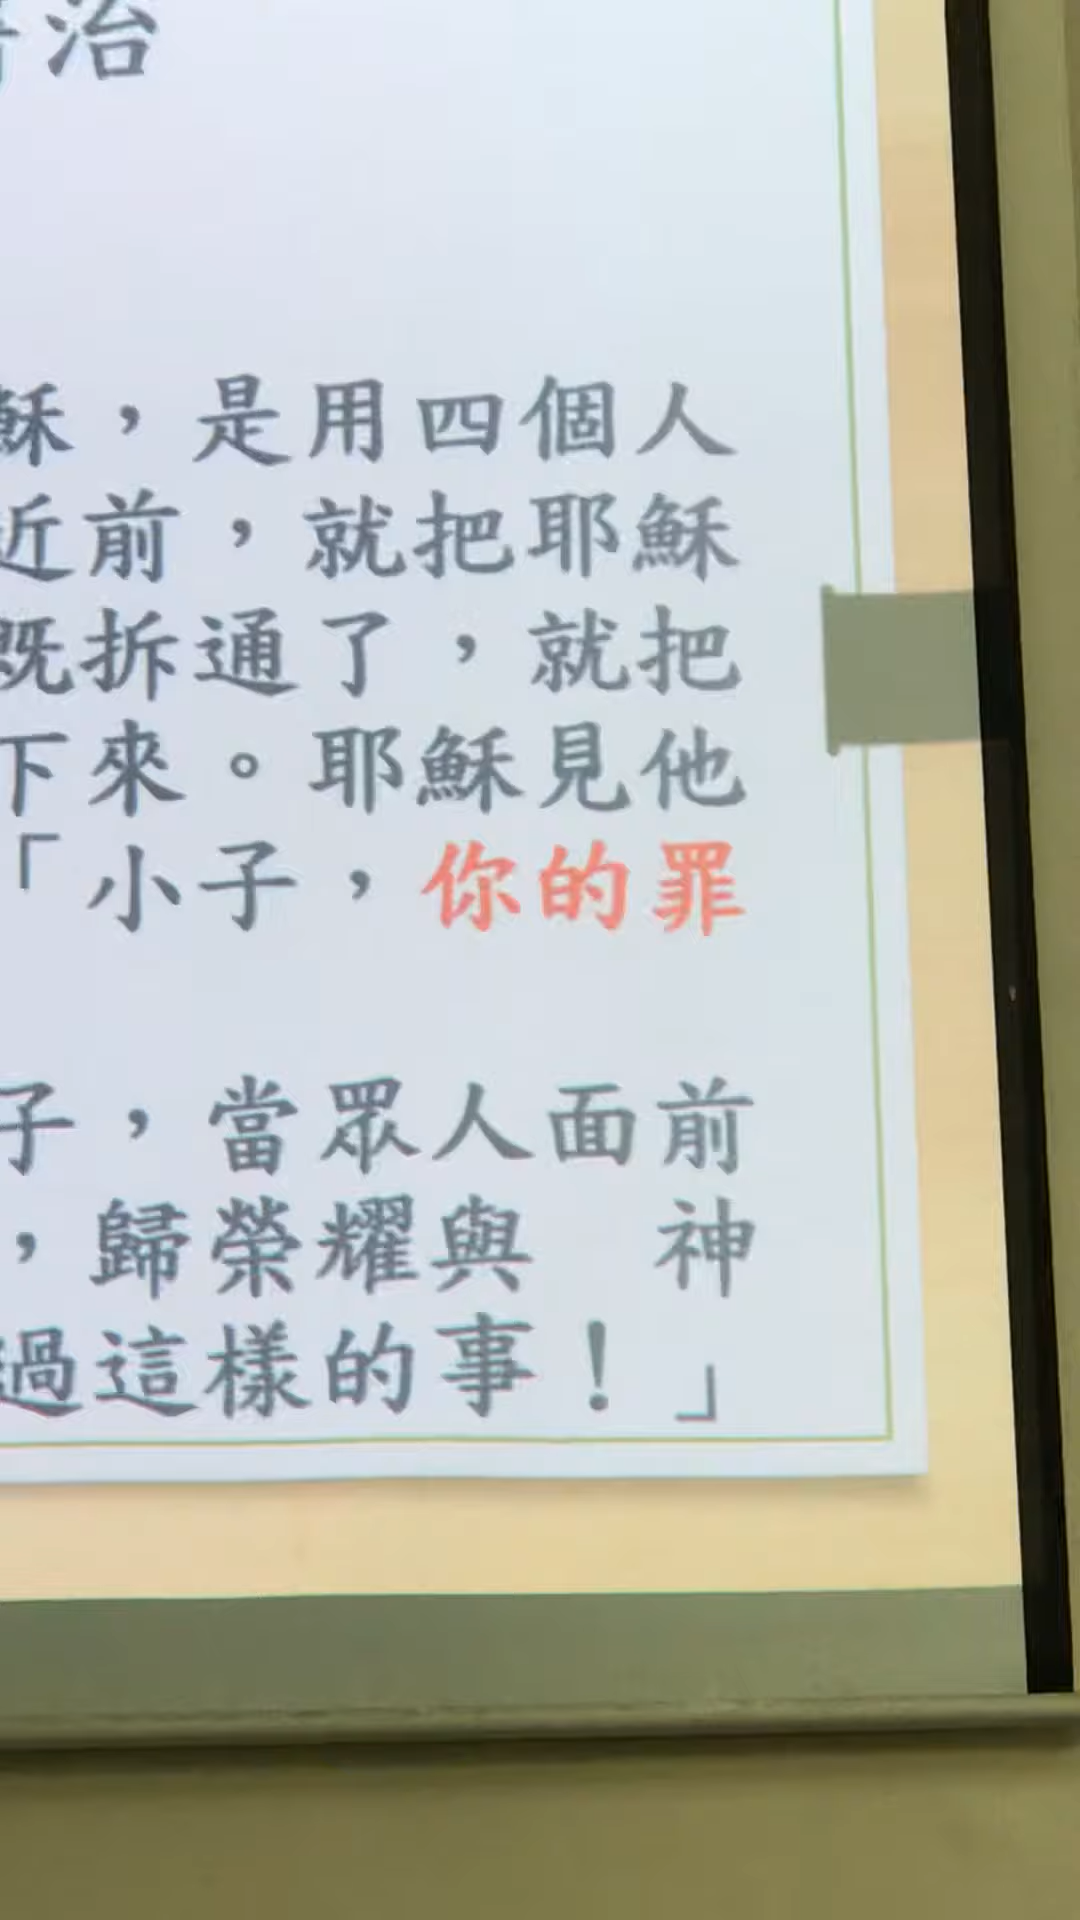 治
穌，是用四個人
近前，就把耶穌
既拆通了，就把
下來。耶穌見他
「小子，你的罪
子，當眾人面前
，歸榮耀與　神
過這樣的事！」